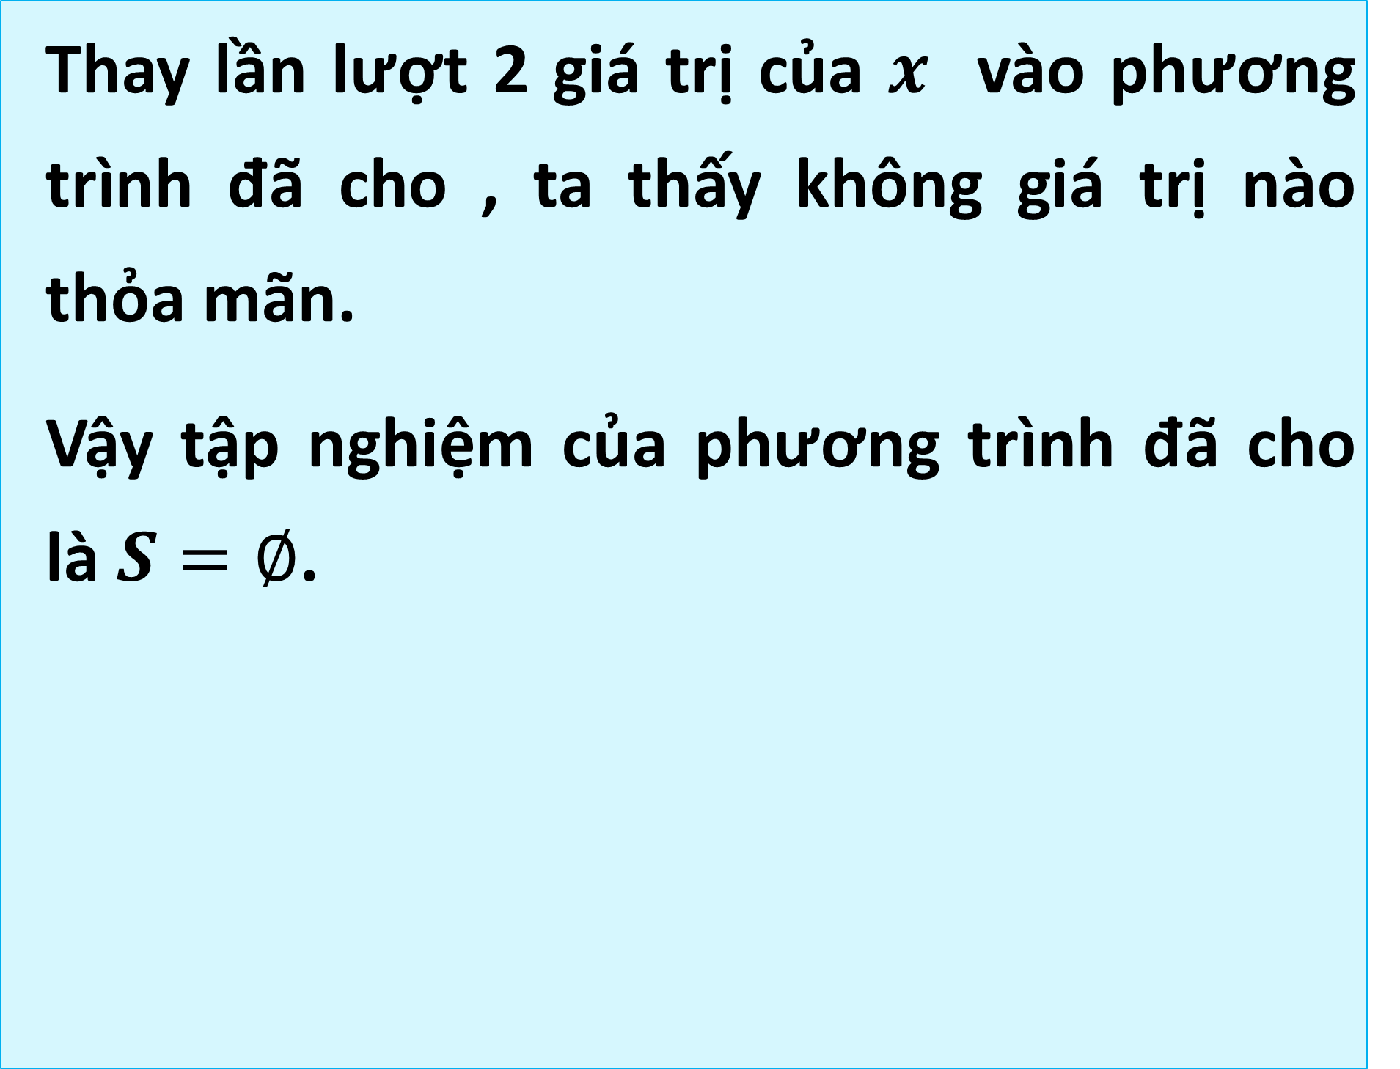 Thay lần lượt 2 giá trị của 𝒙 vào phương
trình đã cho , ta thấy không giá trị nào
thỏa mãn.
Vậy tập nghiệm của phương trình đã cho
là 𝑺 = ∅.